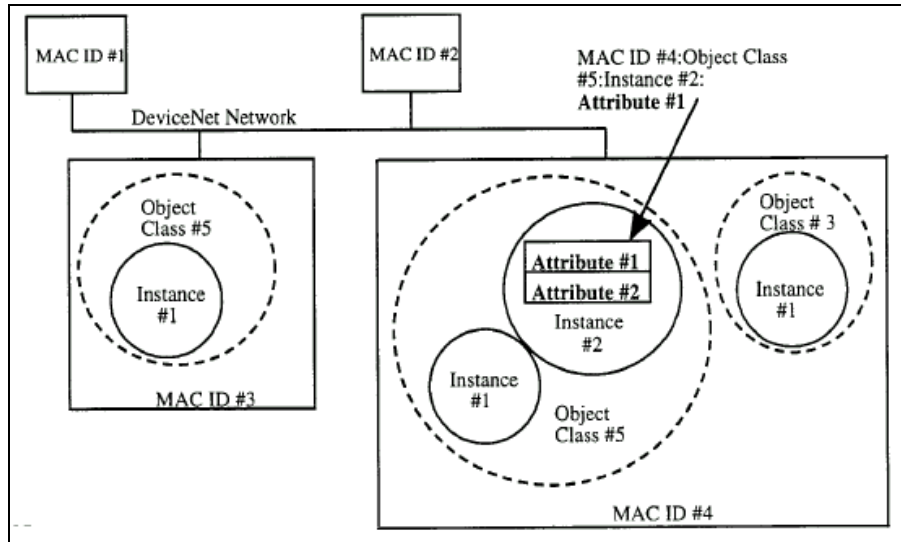 MAC ID #1
MAC ID #2
MAC ID #4:Object Class
#5:Instance #2:
Attribute #1
DeviceNet Network
Object
Class #5
Instance
#1
MAC ID #3
Attribute #1
Attribute #2
Instance
#2
Instance
#1
Object
Class #5
Object
Class # 3
Instance
#1
MAC ID #4